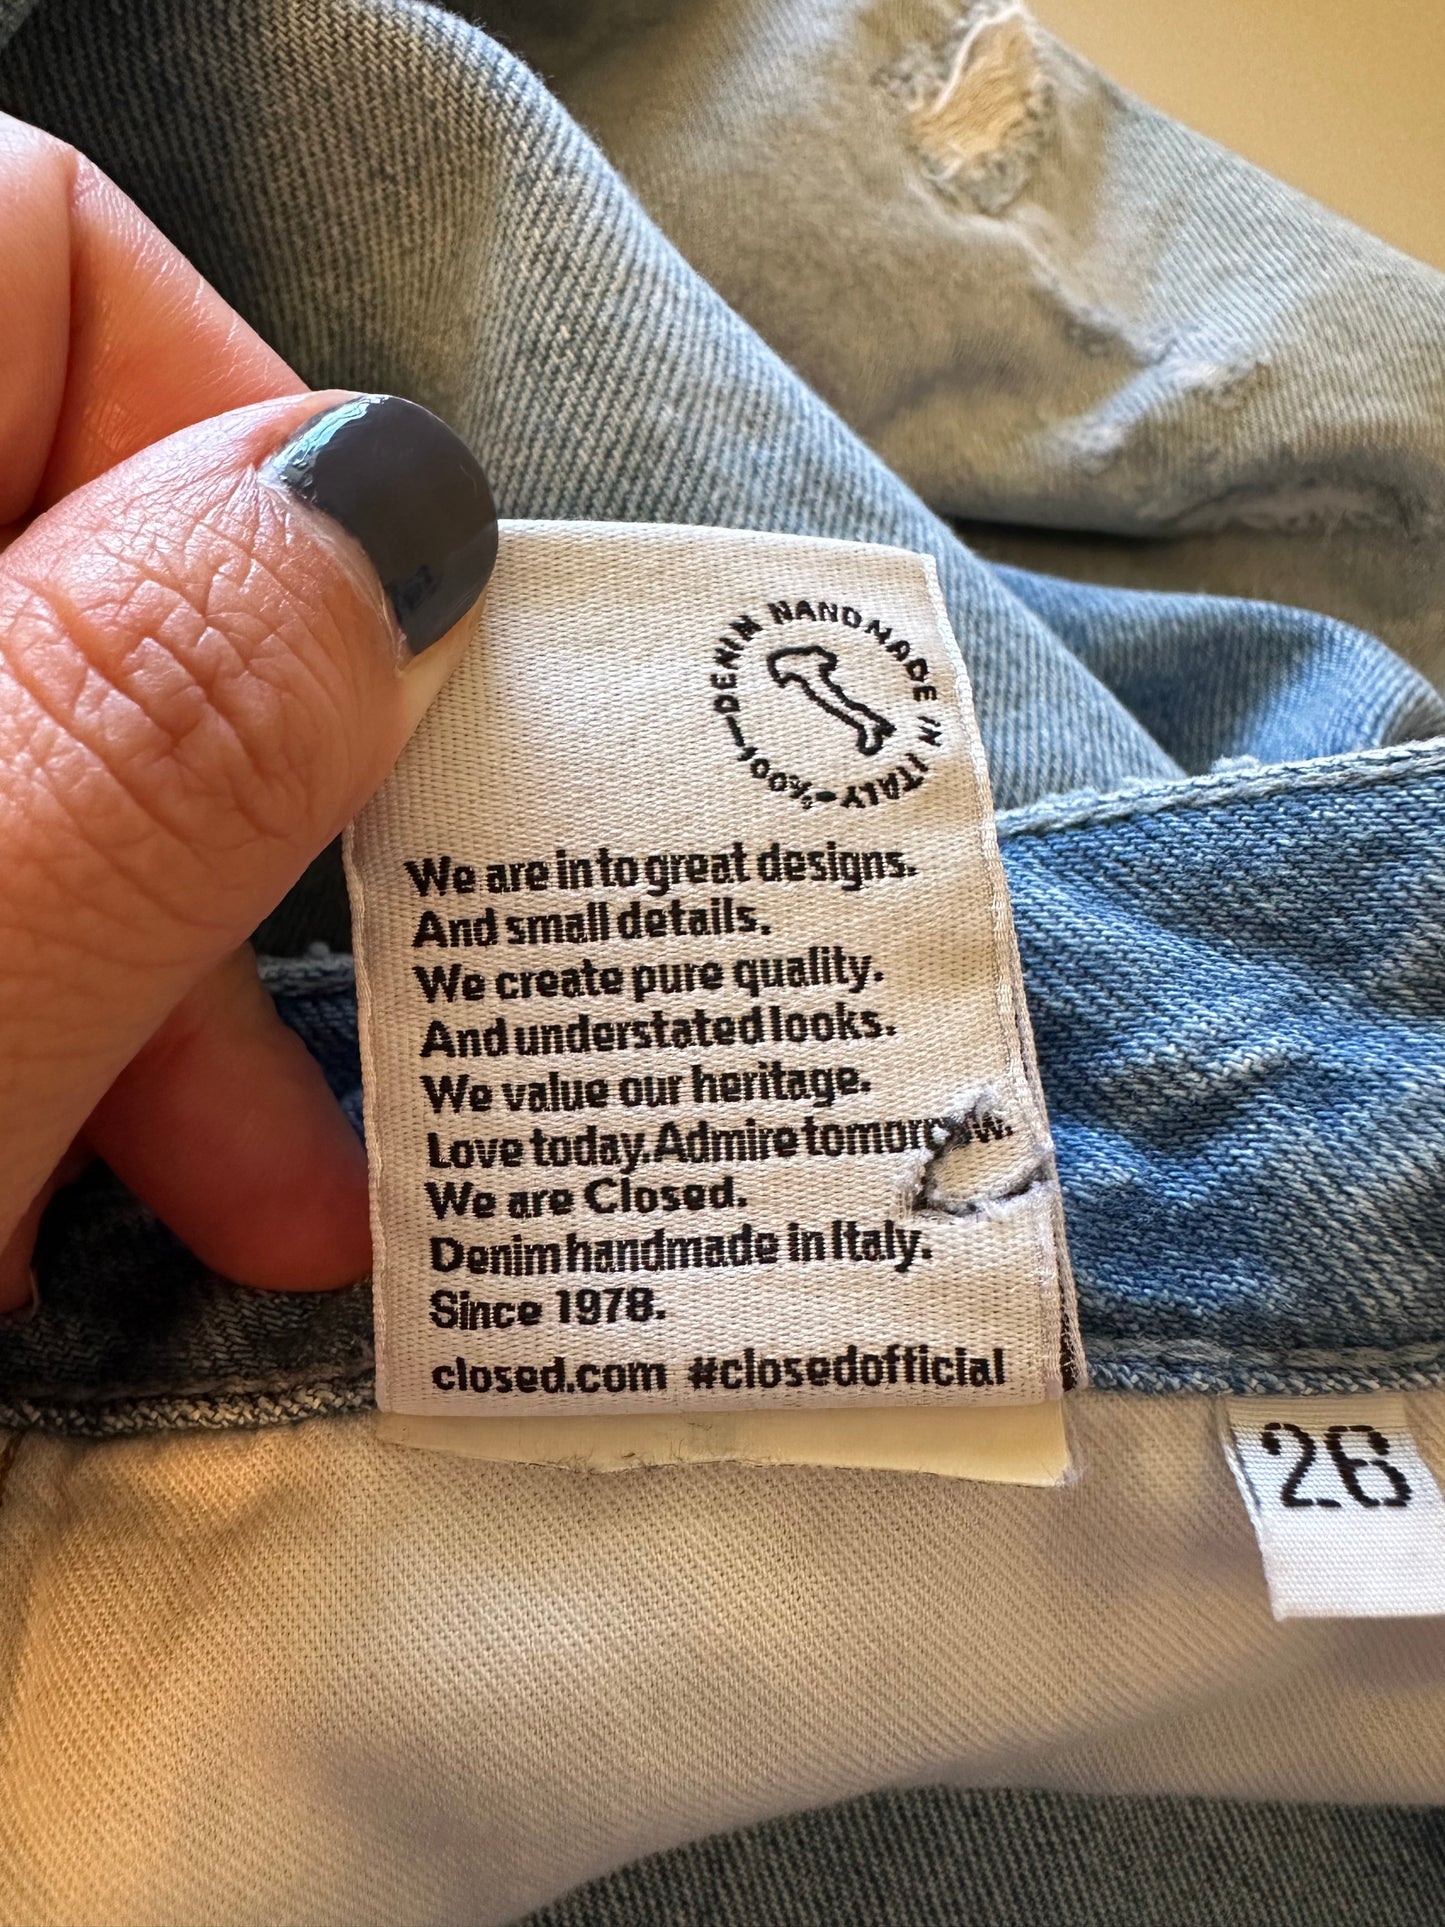 100% DENIM HANDMADE IN ITALY
We are into great designs.
And small details.
We create pure quality.
And understated looks.
We value our heritage.
Love today. Admire tomorrow.
We are Closed.
Denim handmade in Italy.
Since 1978.
closed.com #closedofficial
26